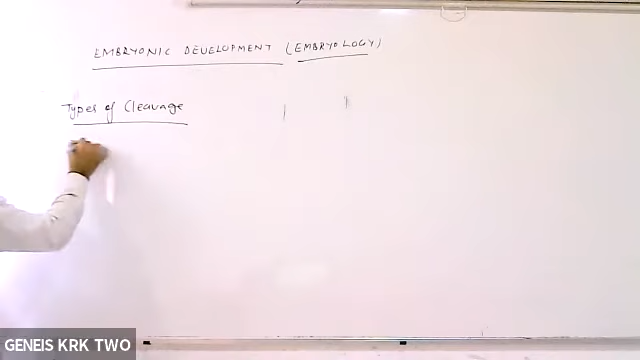 EMBRYONIC DEVELOPMENT (EMBRYOLOGY)
Types of Cleavage
GENEIS KRK TWO